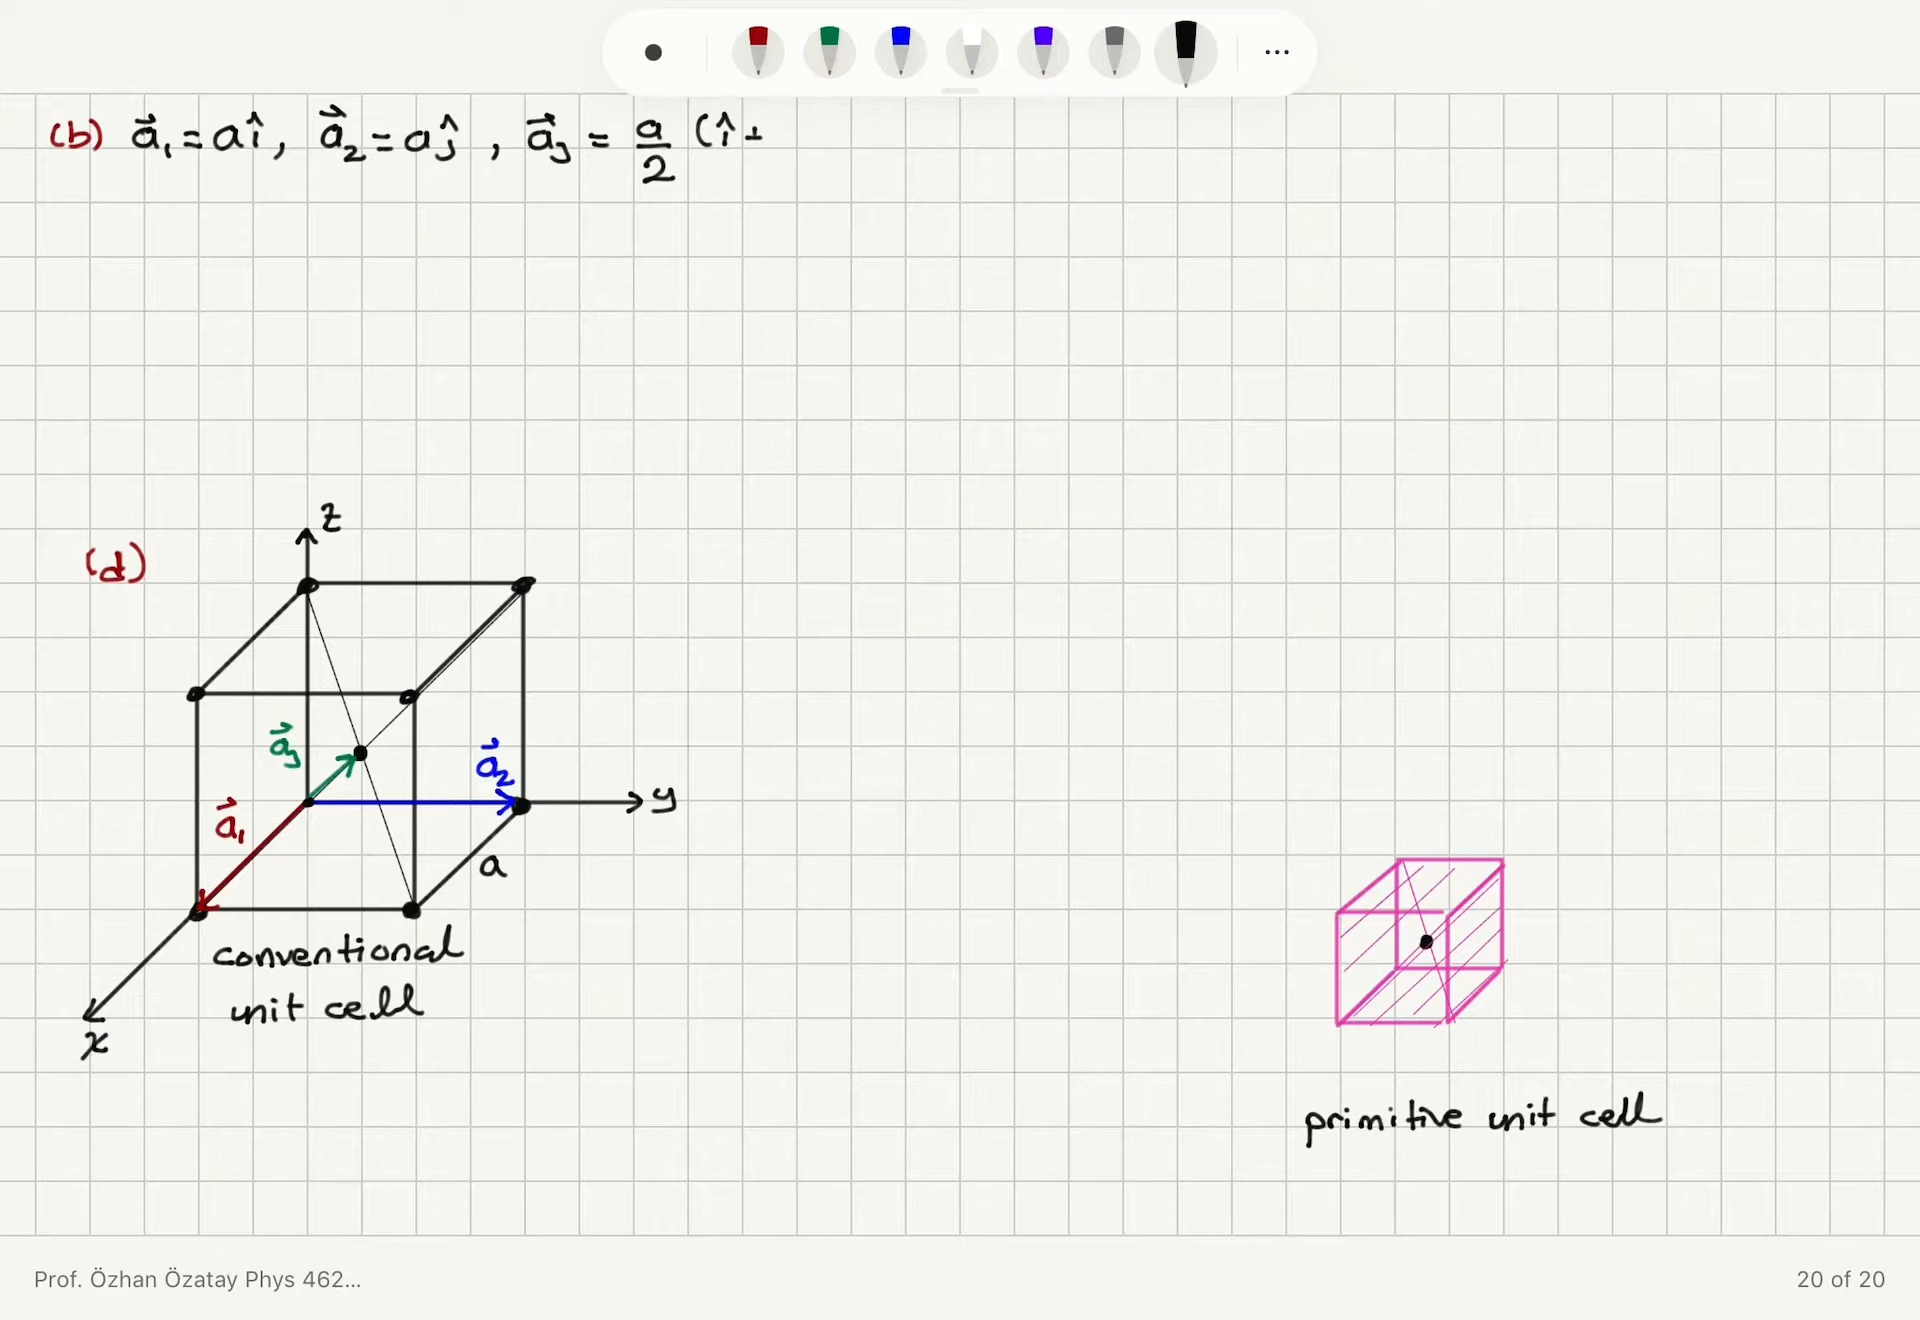 (b) a⃗₁ = aî, a⃗₂ = aĵ, a⃗₃ = a/2 (î +
z
(d)
a⃗₃
a⃗₂
a⃗₁
y
a
conventional
unit cell
x
primitive unit cell
Prof. Özhan Özatay Phys 462...
20 of 20